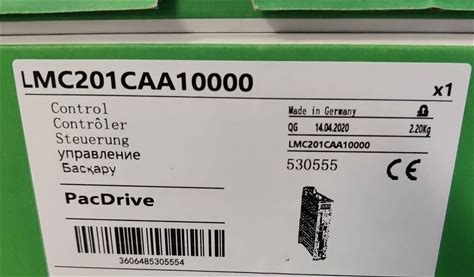 LMC201CAA10000
x1
Control
Contrôler
Steuerung
управление
Басқару
Made in Germany
QG 14.04.2020 2.20Kg
LMC201CAA10000
530555
CE
PacDrive
3606485305554